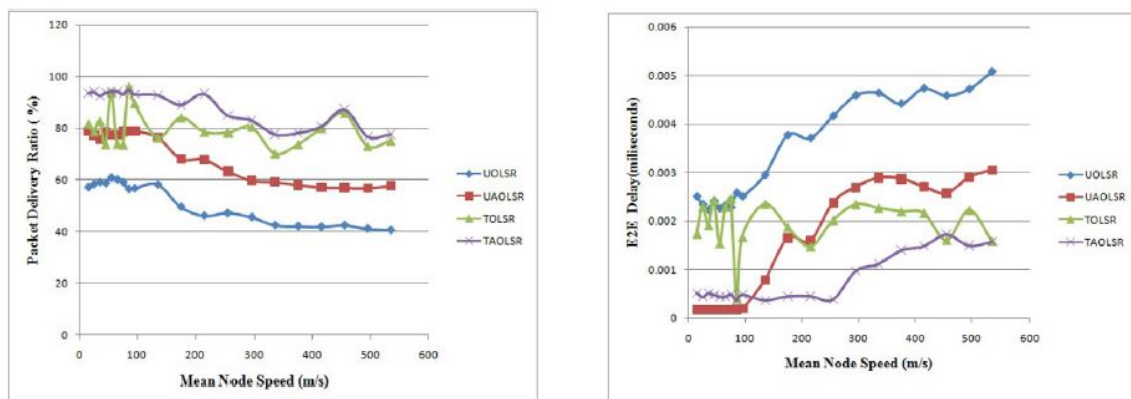 120
100
80
60
40
20
0
0 100 200 300 400 500 600
Packet Delivery Ratio ( %)
Mean Node Speed (m/s)
UOLSR
UAOLSR
TOLSR
TAOLSR
0.006
0.005
0.004
0.003
0.002
0.001
0
0 100 200 300 400 500 600
E2E Delay(miliseconds)
Mean Node Speed (m/s)
UOLSR
UAOLSR
TOLSR
TAOLSR